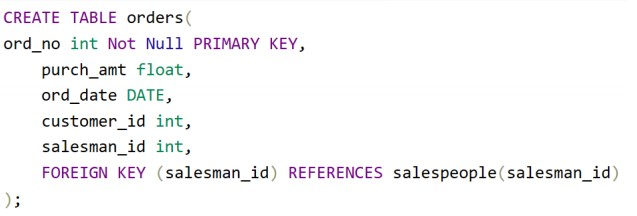 CREATE TABLE orders(
ord_no int Not Null PRIMARY KEY,
    purch_amt float,
    ord_date DATE,
    customer_id int,
    salesman_id int,
    FOREIGN KEY (salesman_id) REFERENCES salespeople(salesman_id)
);